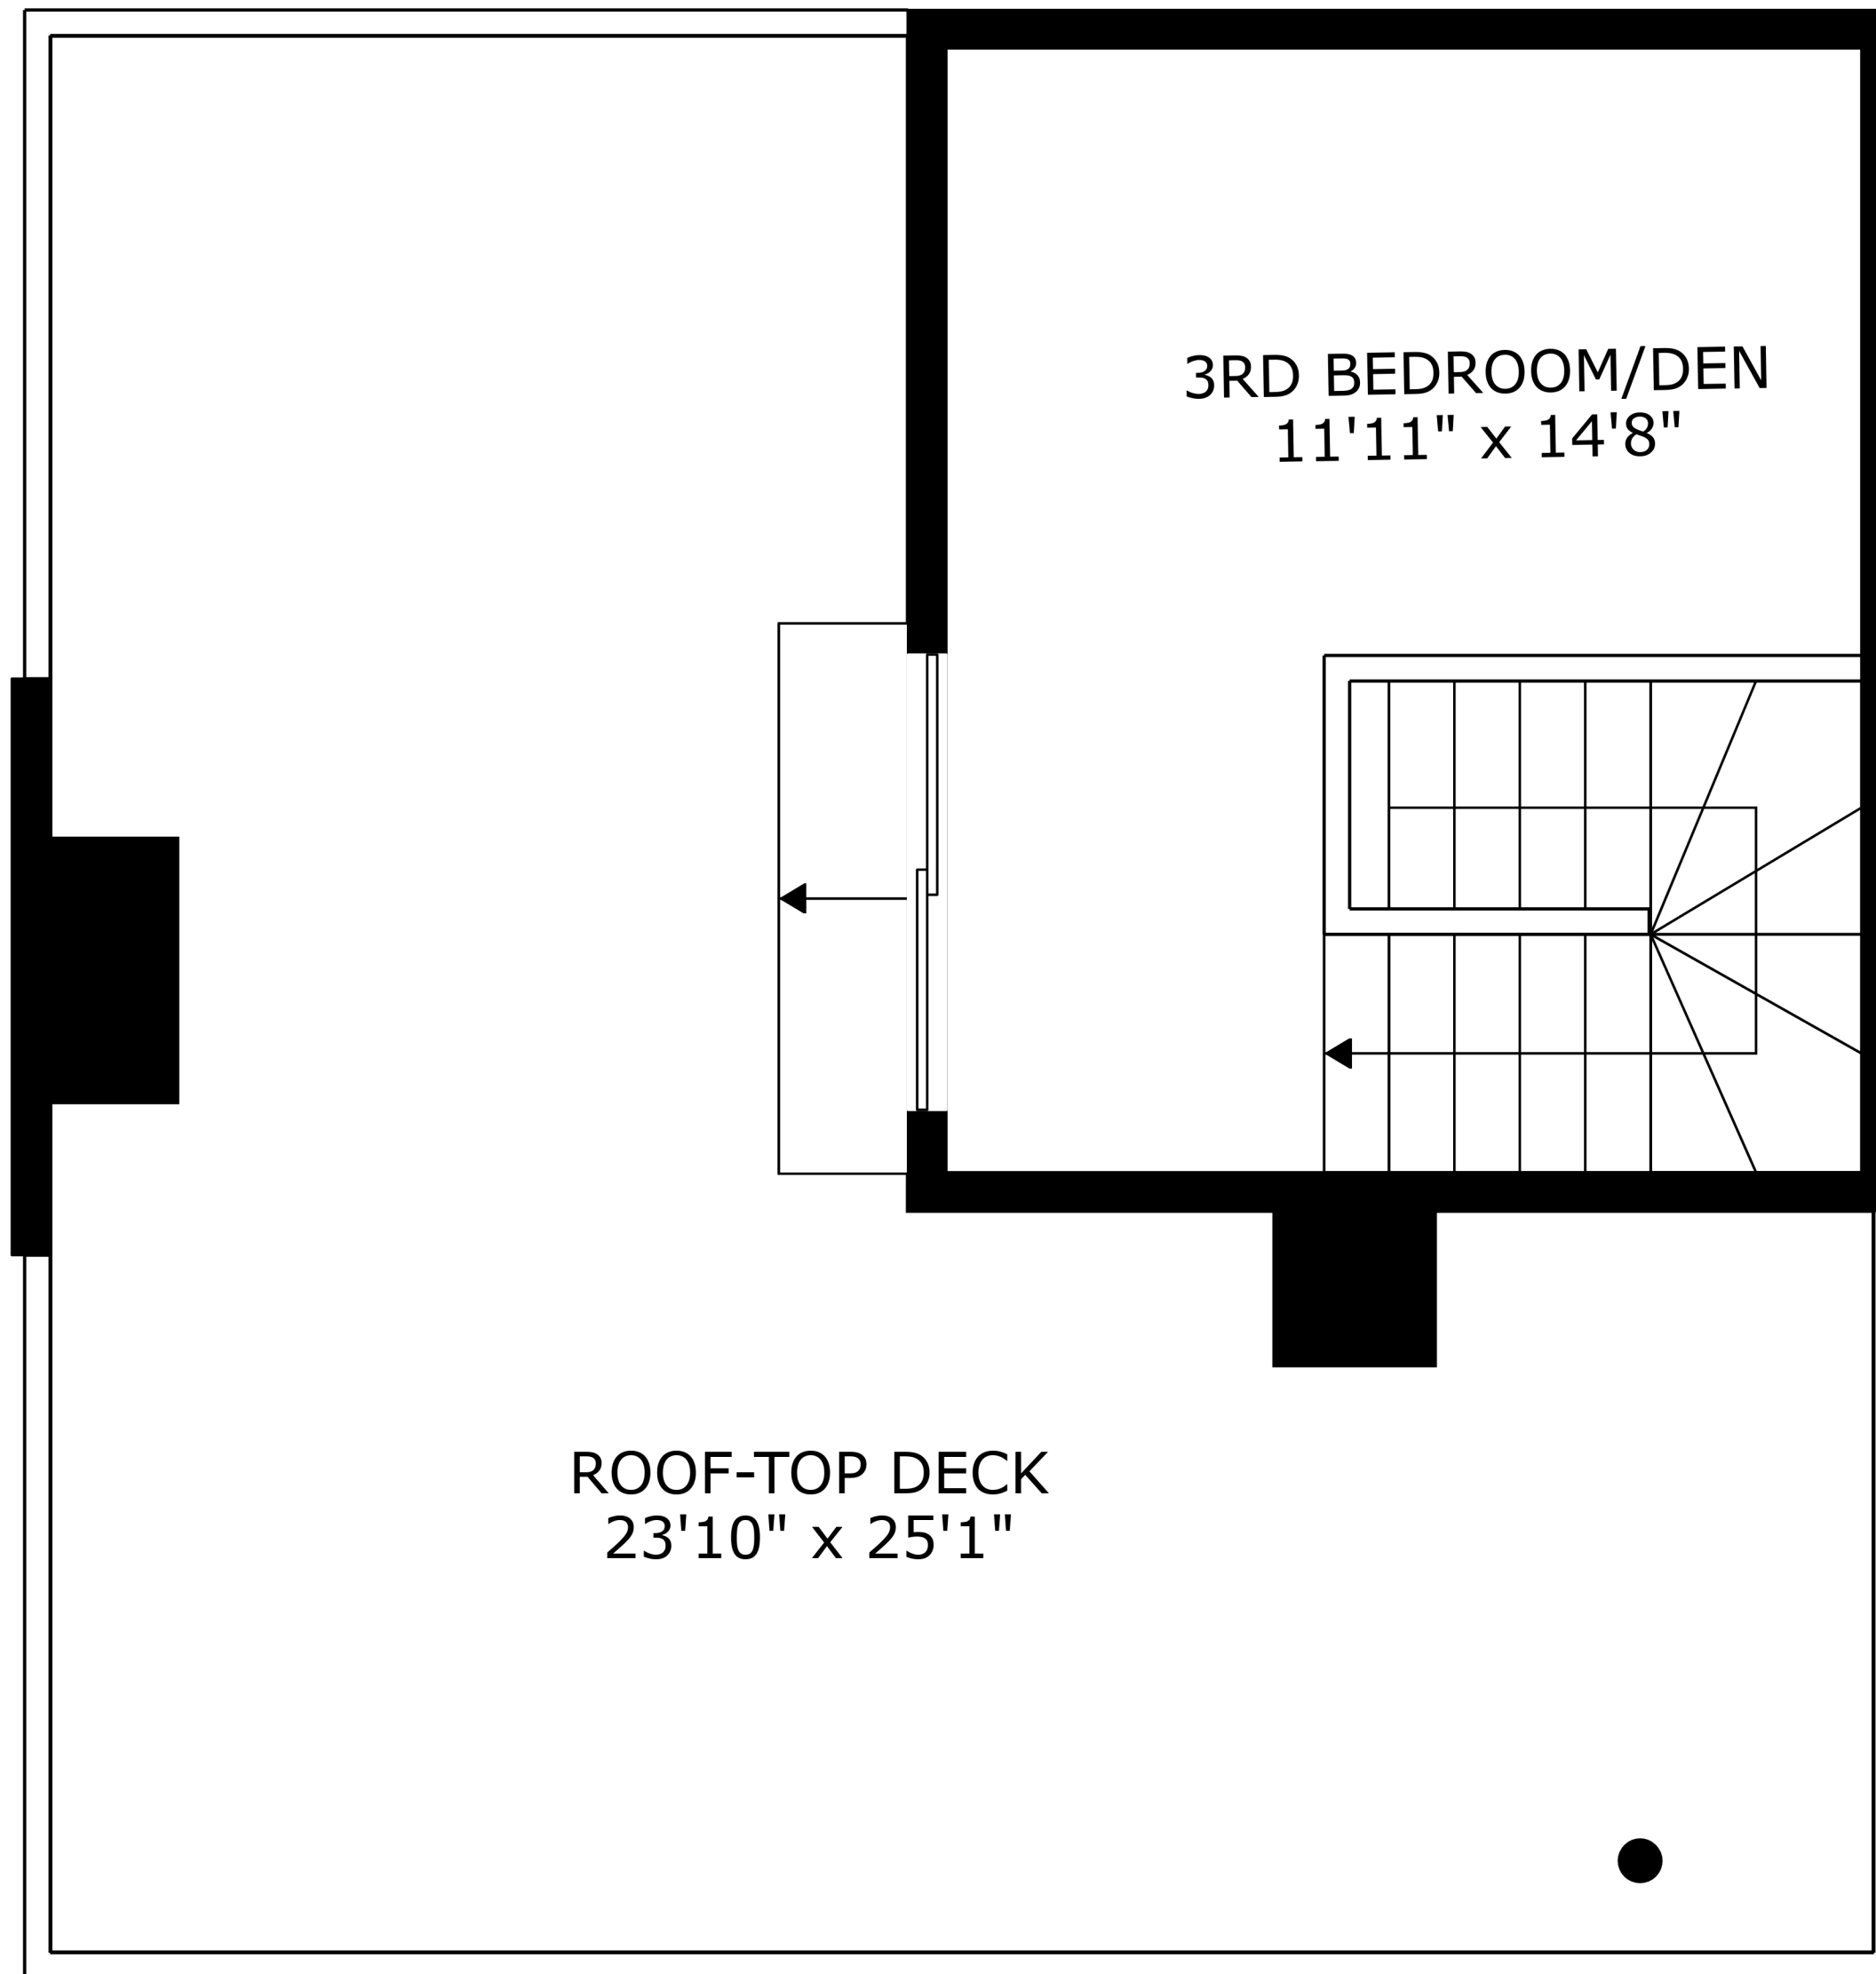 3RD BEDROOM/DEN
11'11" x 14'8"
ROOF-TOP DECK
23'10" x 25'1"